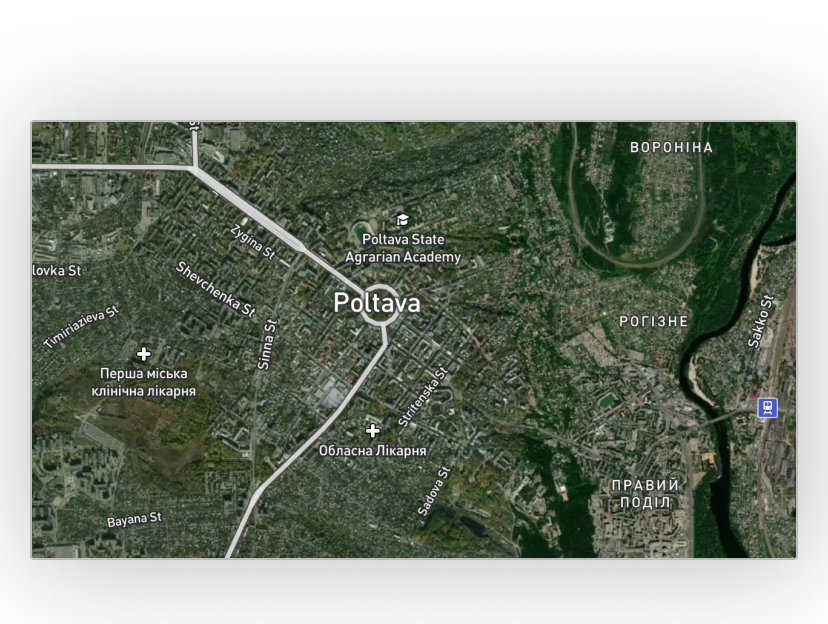 ВОРОНІНА
Zygina St
Poltava State
Agrarian Academy
lovka St
Shevchenka St
Poltava
Timiriazieva St
Sinna St
РОГІЗНЕ
Sakko St
Перша міська
клінічна лікарня
Stritenska St
Обласна Лікарня
Sadova St
ПРАВИЙ
ПОДІЛ
Bayana St